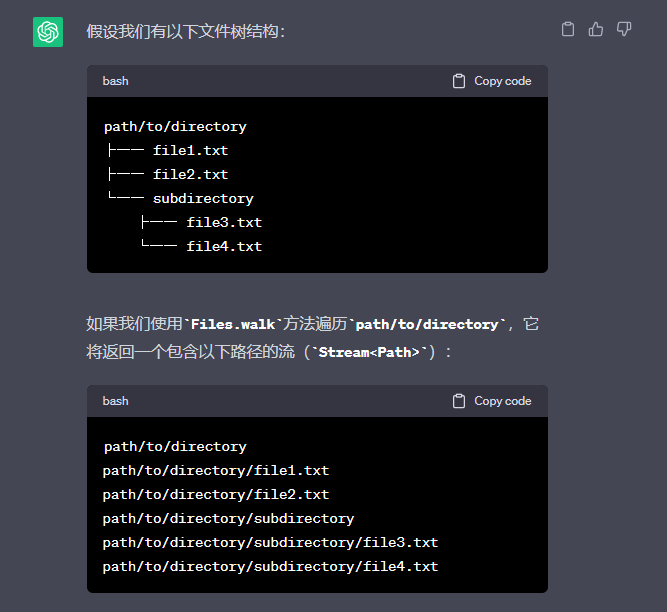 假设我们有以下文件树结构：
bash
Copy code
path/to/directory
├── file1.txt
├── file2.txt
└── subdirectory
    ├── file3.txt
    └── file4.txt
如果我们使用`Files.walk`方法遍历`path/to/directory`，它
将返回一个包含以下路径的流（`Stream<Path>`）：
bash
Copy code
path/to/directory
path/to/directory/file1.txt
path/to/directory/file2.txt
path/to/directory/subdirectory
path/to/directory/subdirectory/file3.txt
path/to/directory/subdirectory/file4.txt